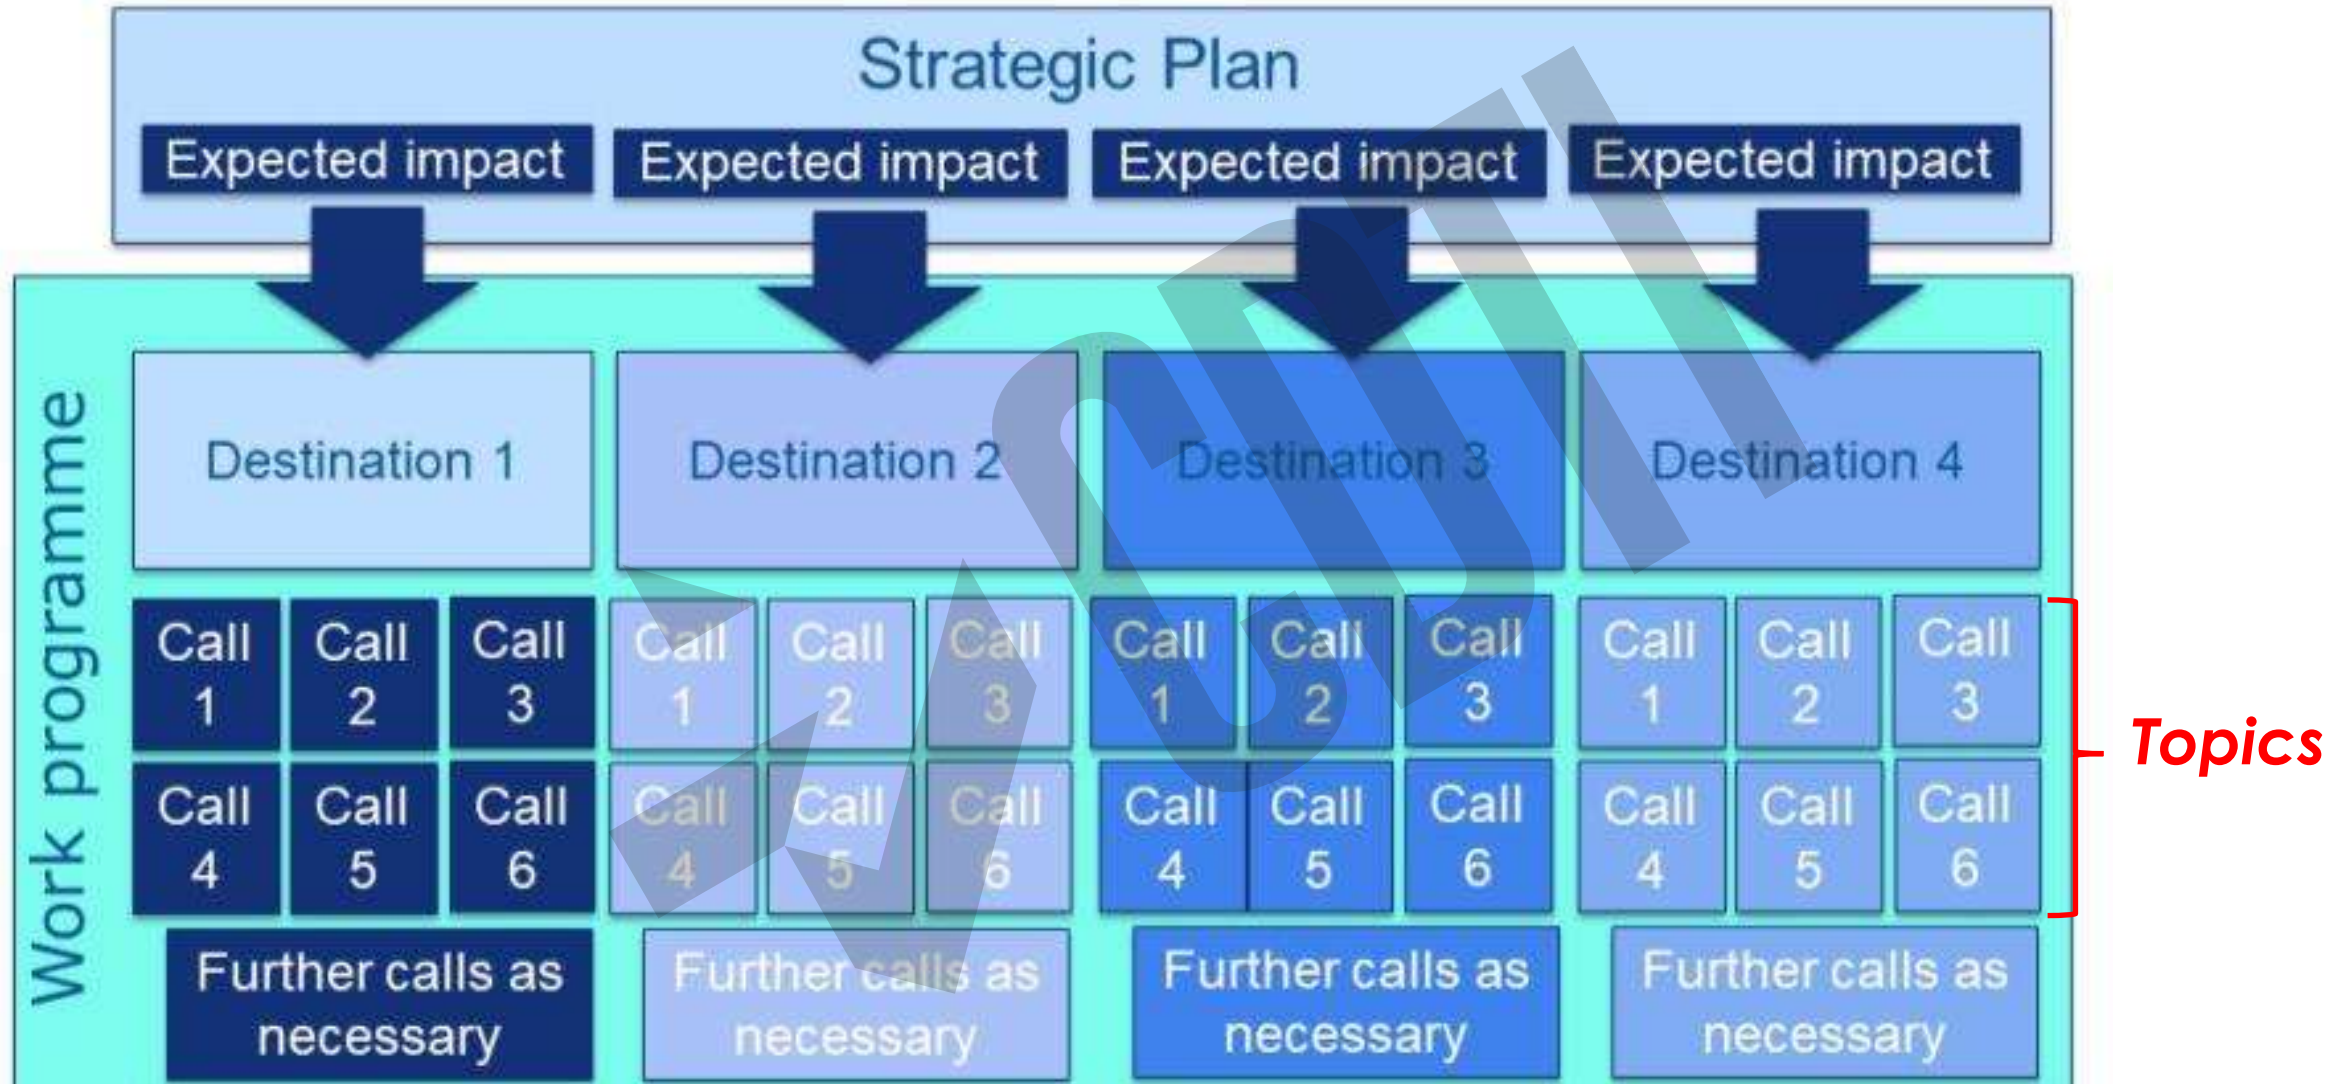 Strategic Plan
Expected impact
Expected impact
Expected impact
Expected impact
Work programme
Destination 1
Destination 2
Destination 3
Destination 4
Call
1
Call
2
Call
3
Call
1
Call
2
Call
3
Call
1
Call
2
Call
3
Call
1
Call
2
Call
3
Call
4
Call
5
Call
6
Call
4
Call
5
Call
6
Call
4
Call
5
Call
6
Call
4
Call
5
Call
6
Topics
Further calls as
necessary
Further calls as
necessary
Further calls as
necessary
Further calls as
necessary
CDTI